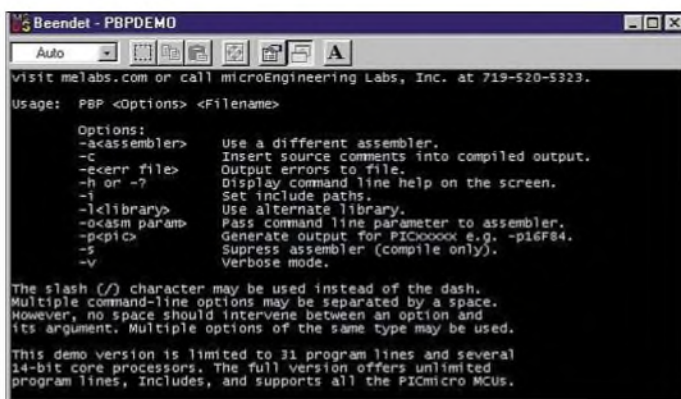 Beendet - PBPDEMO
Auto
A
visit melabs.com or call microEngineering Labs, Inc. at 719-520-5323.
Usage: PBP <Options> <Filename>
Options:
-a<assembler> Use a different assembler.
-c Insert source comments into compiled output.
-e<err file> Output errors to file.
-h or -? Display command line help on the screen.
-i Set include paths.
-l<library> Use alternate library.
-o<asm param> Pass command line parameter to assembler.
-p<pic> Generate output for PICxxxxx e.g. -p16F84.
-s Supress assembler (compile only).
-v Verbose mode.
The slash (/) character may be used instead of the dash.
Multiple command-line options may be separated by a space.
However, no space should intervene between an option and
its argument. Multiple options of the same type may be used.
This demo version is limited to 31 program lines and several
14-bit core processors. The full version offers unlimited
program lines, Includes, and supports all the PICmicro MCUs.